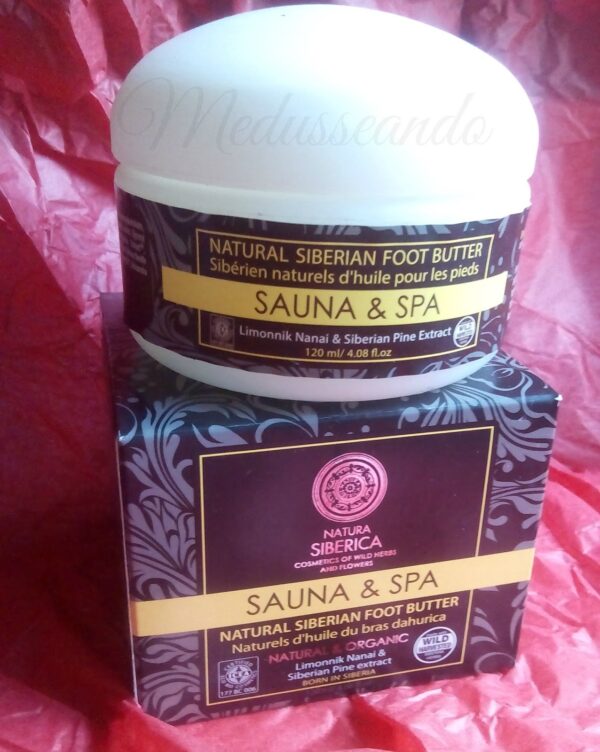 Medusseando
NATURAL SIBERIAN FOOT BUTTER
Sibérien naturels d'huile pour les pieds
SAUNA & SPA
Limonnik Nanai & Siberian Pine Extract
WILD
120 ml/ 4.08 fl.oz
NATURA
SIBERICA
COSMETICS OF WILD HERBS
AND FLOWERS
SAUNA & SPA
NATURAL SIBERIAN FOOT BUTTER
Naturels d'huile du bras dahurica
NATURAL & ORGANIC
Limonnik Nanai &
Siberian Pine extract
BORN IN SIBERIA
177 BC 006
WILD
HARVESTED